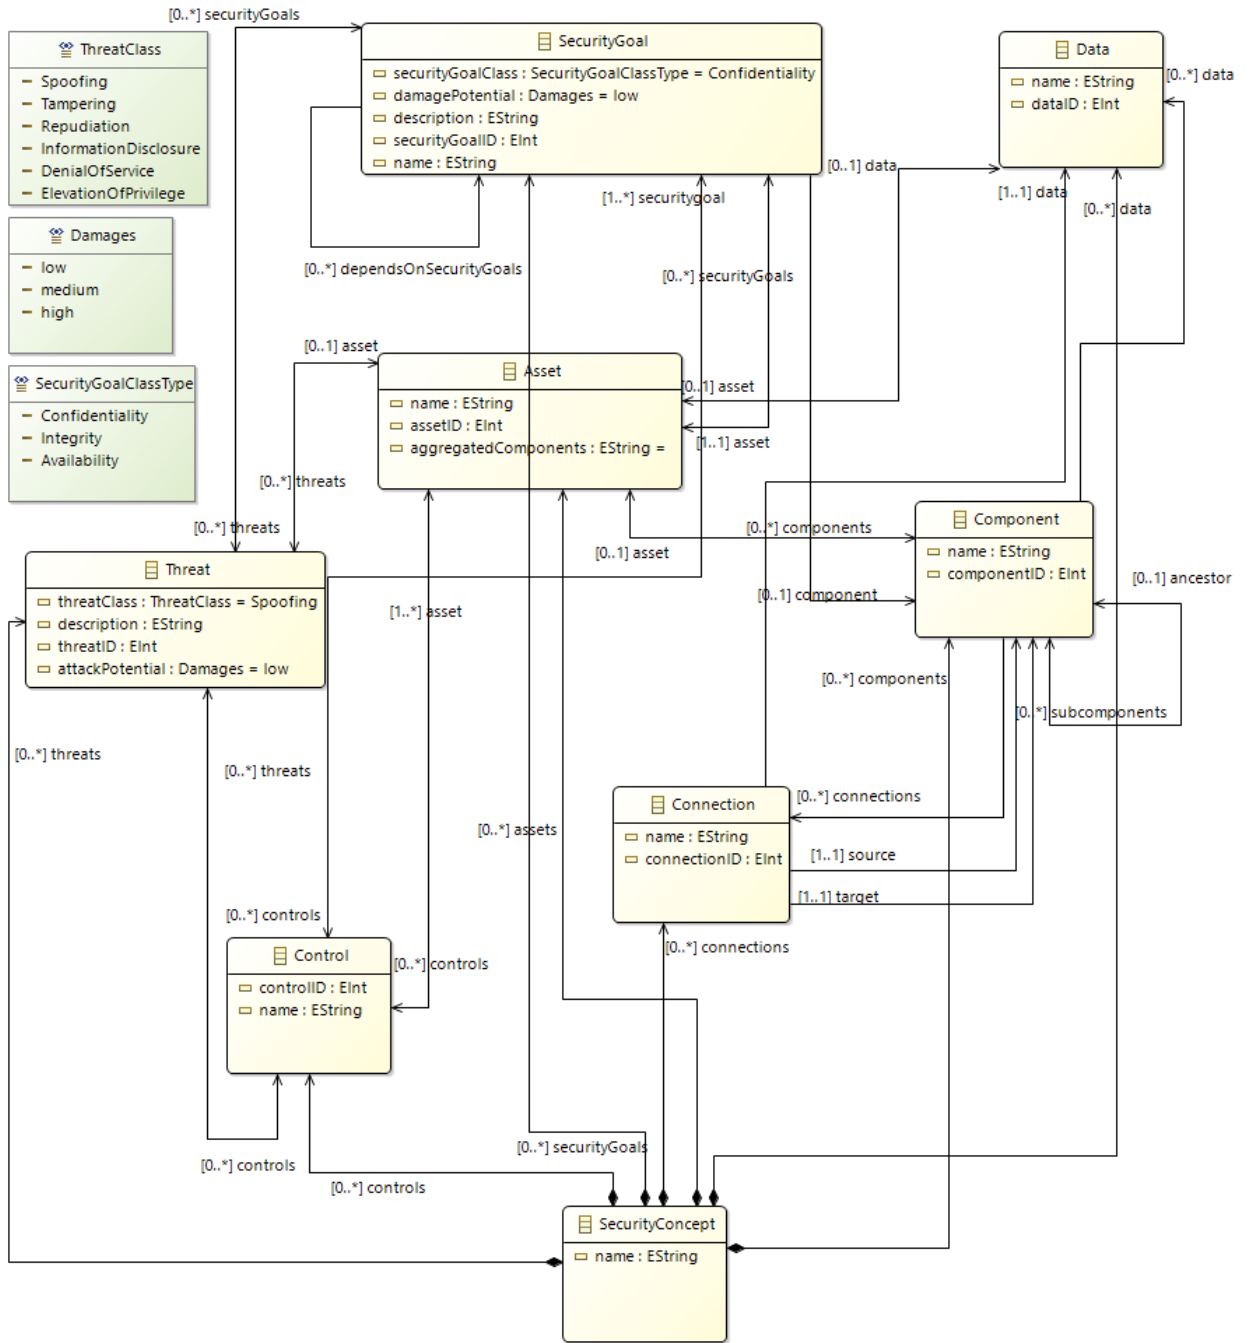 [0..*] securityGoals
ThreatClass
Spoofing
Tampering
Repudiation
InformationDisclosure
DenialOfService
ElevationOfPrivilege
SecurityGoal
securityGoalClass : SecurityGoalClassType = Confidentiality
damagePotential : Damages = low
description : EString
securityGoalID : EInt
name : EString
Data
name : EString
dataID : EInt
[0..*] data
[0..1] data
[1..1] data
[0..*] data
[1..*] securitygoal
Damages
low
medium
high
[0..*] dependsOnSecurityGoals
[0..*] securityGoals
[0..1] asset
SecurityGoalClassType
Confidentiality
Integrity
Availability
Asset
name : EString
assetID : EInt
aggregatedComponents : EString =
[0..1] asset
[1..1] asset
[0..*] threats
[0..*] threats
[0..*] components
[0..1] asset
Component
name : EString
componentID : EInt
[0..1] ancestor
[0..1] component
Threat
threatClass : ThreatClass = Spoofing
description : EString
threatID : EInt
attackPotential : Damages = low
[1..*] asset
[0..*] components
[0..*] subcomponents
[0..*] threats
[0..*] threats
[0..*] assets
Connection
name : EString
connectionID : EInt
[0..*] connections
[1..1] source
[1..1] target
[0..*] controls
[0..*] connections
Control
controlID : EInt
name : EString
[0..*] controls
[0..*] securityGoals
[0..*] controls
[0..*] controls
SecurityConcept
name : EString